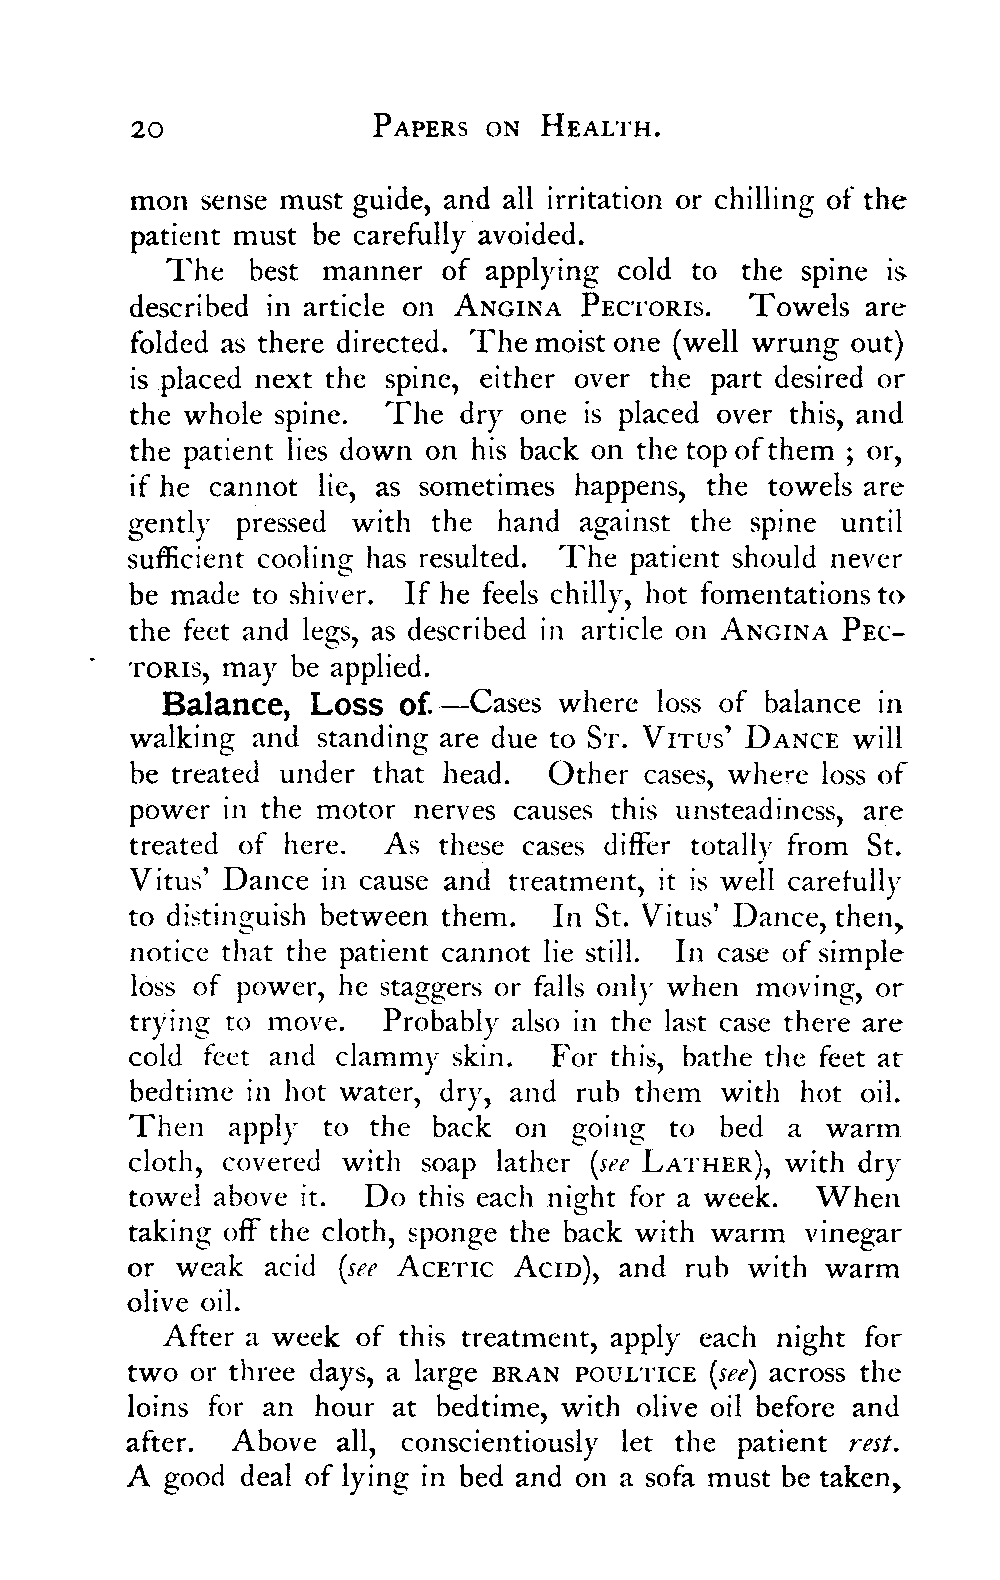 20 PAPERS ON HEALTH.
mon sense must guide, and all irritation or chilling of the
patient must be carefully avoided.
The best manner of applying cold to the spine is
described in article on ANGINA PECTORIS. Towels are
folded as there directed. The moist one (well wrung out)
is placed next the spine, either over the part desired or
the whole spine. The dry one is placed over this, and
the patient lies down on his back on the top of them ; or,
if he cannot lie, as sometimes happens, the towels are
gently pressed with the hand against the spine until
sufficient cooling has resulted. The patient should never
be made to shiver. If he feels chilly, hot fomentations to
the feet and legs, as described in article on ANGINA PEC-
TORIS, may be applied.
Balance, Loss of.—Cases where loss of balance in
walking and standing are due to ST. VITUS' DANCE will
be treated under that head. Other cases, where loss of
power in the motor nerves causes this unsteadiness, are
treated of here. As these cases differ totally from St.
Vitus' Dance in cause and treatment, it is well carefully
to distinguish between them. In St. Vitus' Dance, then,
notice that the patient cannot lie still. In case of simple
loss of power, he staggers or falls only when moving, or
trying to move. Probably also in the last case there are
cold feet and clammy skin. For this, bathe the feet at
bedtime in hot water, dry, and rub them with hot oil.
Then apply to the back on going to bed a warm
cloth, covered with soap lather (see LATHER), with dry
towel above it. Do this each night for a week. When
taking off the cloth, sponge the back with warm vinegar
or weak acid (see ACETIC ACID), and rub with warm
olive oil.
After a week of this treatment, apply each night for
two or three days, a large BRAN POULTICE (see) across the
loins for an hour at bedtime, with olive oil before and
after. Above all, conscientiously let the patient rest.
A good deal of lying in bed and on a sofa must be taken,